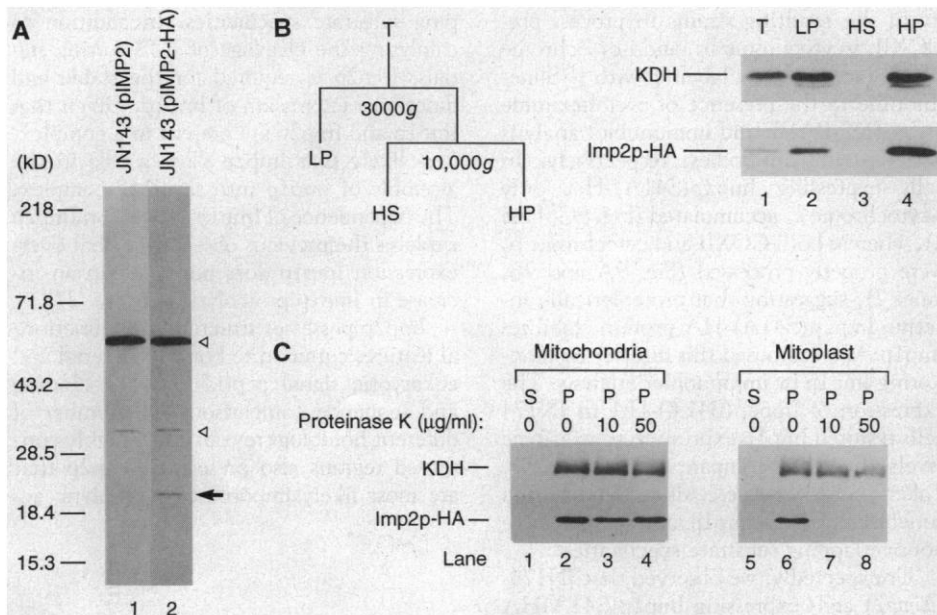 A
JN143 (pIMP2)
JN143 (pIMP2-HA)
(kD)
218
71.8
43.2
28.5
18.4
15.3
1 2
B
T
3000g
LP
10,000g
HS HP
T LP HS HP
KDH
Imp2p-HA
1 2 3 4
C
Mitochondria Mitoplast
S P P P S P P P
Proteinase K (μg/ml): 0 0 10 50 0 0 10 50
KDH
Imp2p-HA
Lane 1 2 3 4 5 6 7 8